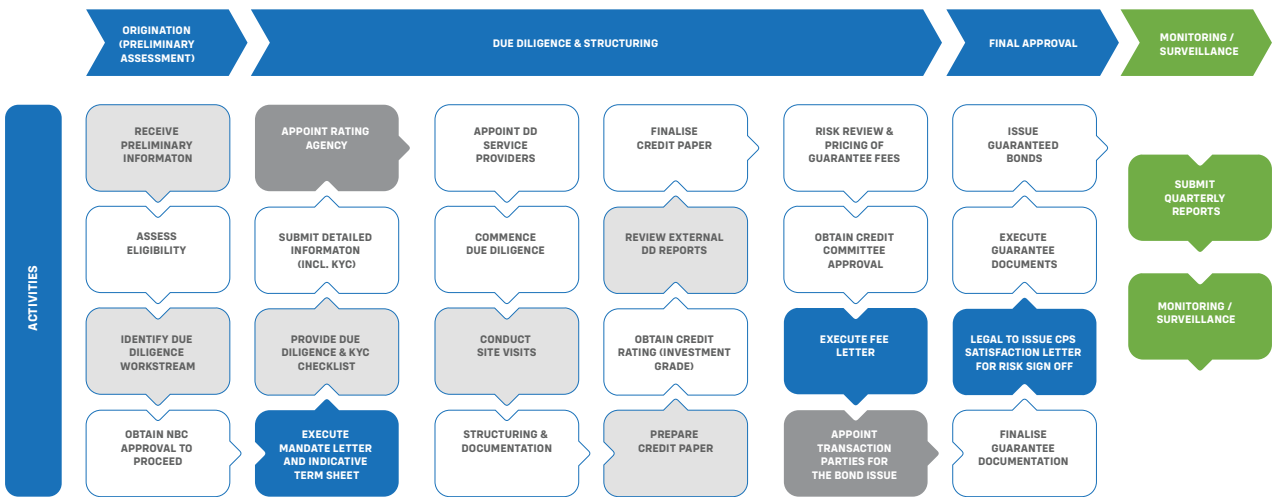 ORIGINATION
(PRELIMINARY
ASSESSMENT)
DUE DILIGENCE & STRUCTURING
FINAL APPROVAL
MONITORING /
SURVEILLANCE
ACTIVITIES
RECEIVE
PRELIMINARY
INFORMATON
ASSESS
ELIGIBILITY
IDENTIFY DUE
DILIGENCE
WORKSTREAM
OBTAIN NBC
APPROVAL TO
PROCEED
APPOINT RATING
AGENCY
SUBMIT DETAILED
INFORMATON
(INCL. KYC)
PROVIDE DUE
DILIGENCE & KYC
CHECKLIST
EXECUTE
MANDATE LETTER
AND INDICATIVE
TERM SHEET
APPOINT DD
SERVICE
PROVIDERS
COMMENCE
DUE DILIGENCE
CONDUCT
SITE VISITS
STRUCTURING &
DOCUMENTATION
FINALISE
CREDIT PAPER
REVIEW EXTERNAL
DD REPORTS
OBTAIN CREDIT
RATING (INVESTMENT
GRADE)
PREPARE
CREDIT PAPER
RISK REVIEW &
PRICING OF
GUARANTEE FEES
OBTAIN CREDIT
COMMITTEE
APPROVAL
EXECUTE FEE
LETTER
APPOINT
TRANSACTION
PARTIES FOR
THE BOND ISSUE
ISSUE
GUARANTEED
BONDS
EXECUTE
GUARANTEE
DOCUMENTS
LEGAL TO ISSUE CPS
SATISFACTION LETTER
FOR RISK SIGN OFF
FINALISE
GUARANTEE
DOCUMENTATION
SUBMIT
QUARTERLY
REPORTS
MONITORING /
SURVEILLANCE